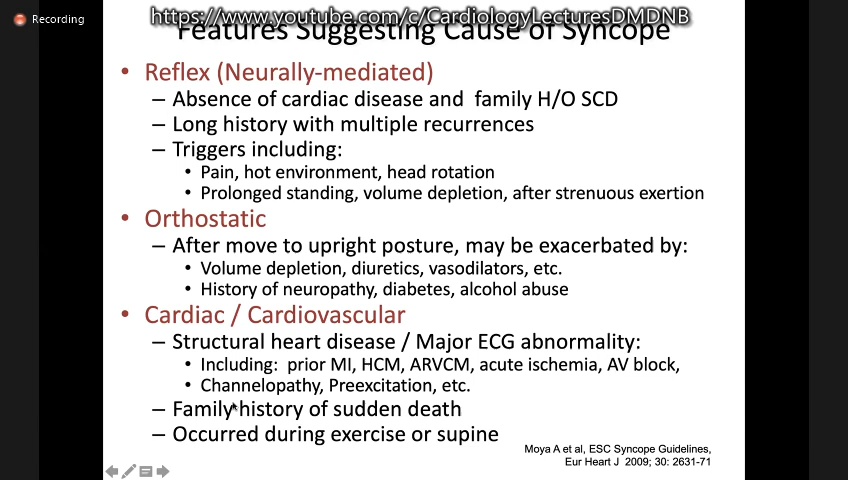 Recording
https://www.youtube.com/c/CardiologyLecturesDMDNB
Features Suggesting Cause of Syncope
• Reflex (Neurally-mediated)
– Absence of cardiac disease and family H/O SCD
– Long history with multiple recurrences
– Triggers including:
• Pain, hot environment, head rotation
• Prolonged standing, volume depletion, after strenuous exertion
• Orthostatic
– After move to upright posture, may be exacerbated by:
• Volume depletion, diuretics, vasodilators, etc.
• History of neuropathy, diabetes, alcohol abuse
• Cardiac / Cardiovascular
– Structural heart disease / Major ECG abnormality:
• Including: prior MI, HCM, ARVCM, acute ischemia, AV block,
• Channelopathy, Preexcitation, etc.
– Family history of sudden death
– Occurred during exercise or supine
Moya A et al, ESC Syncope Guidelines,
Eur Heart J 2009; 30: 2631-71